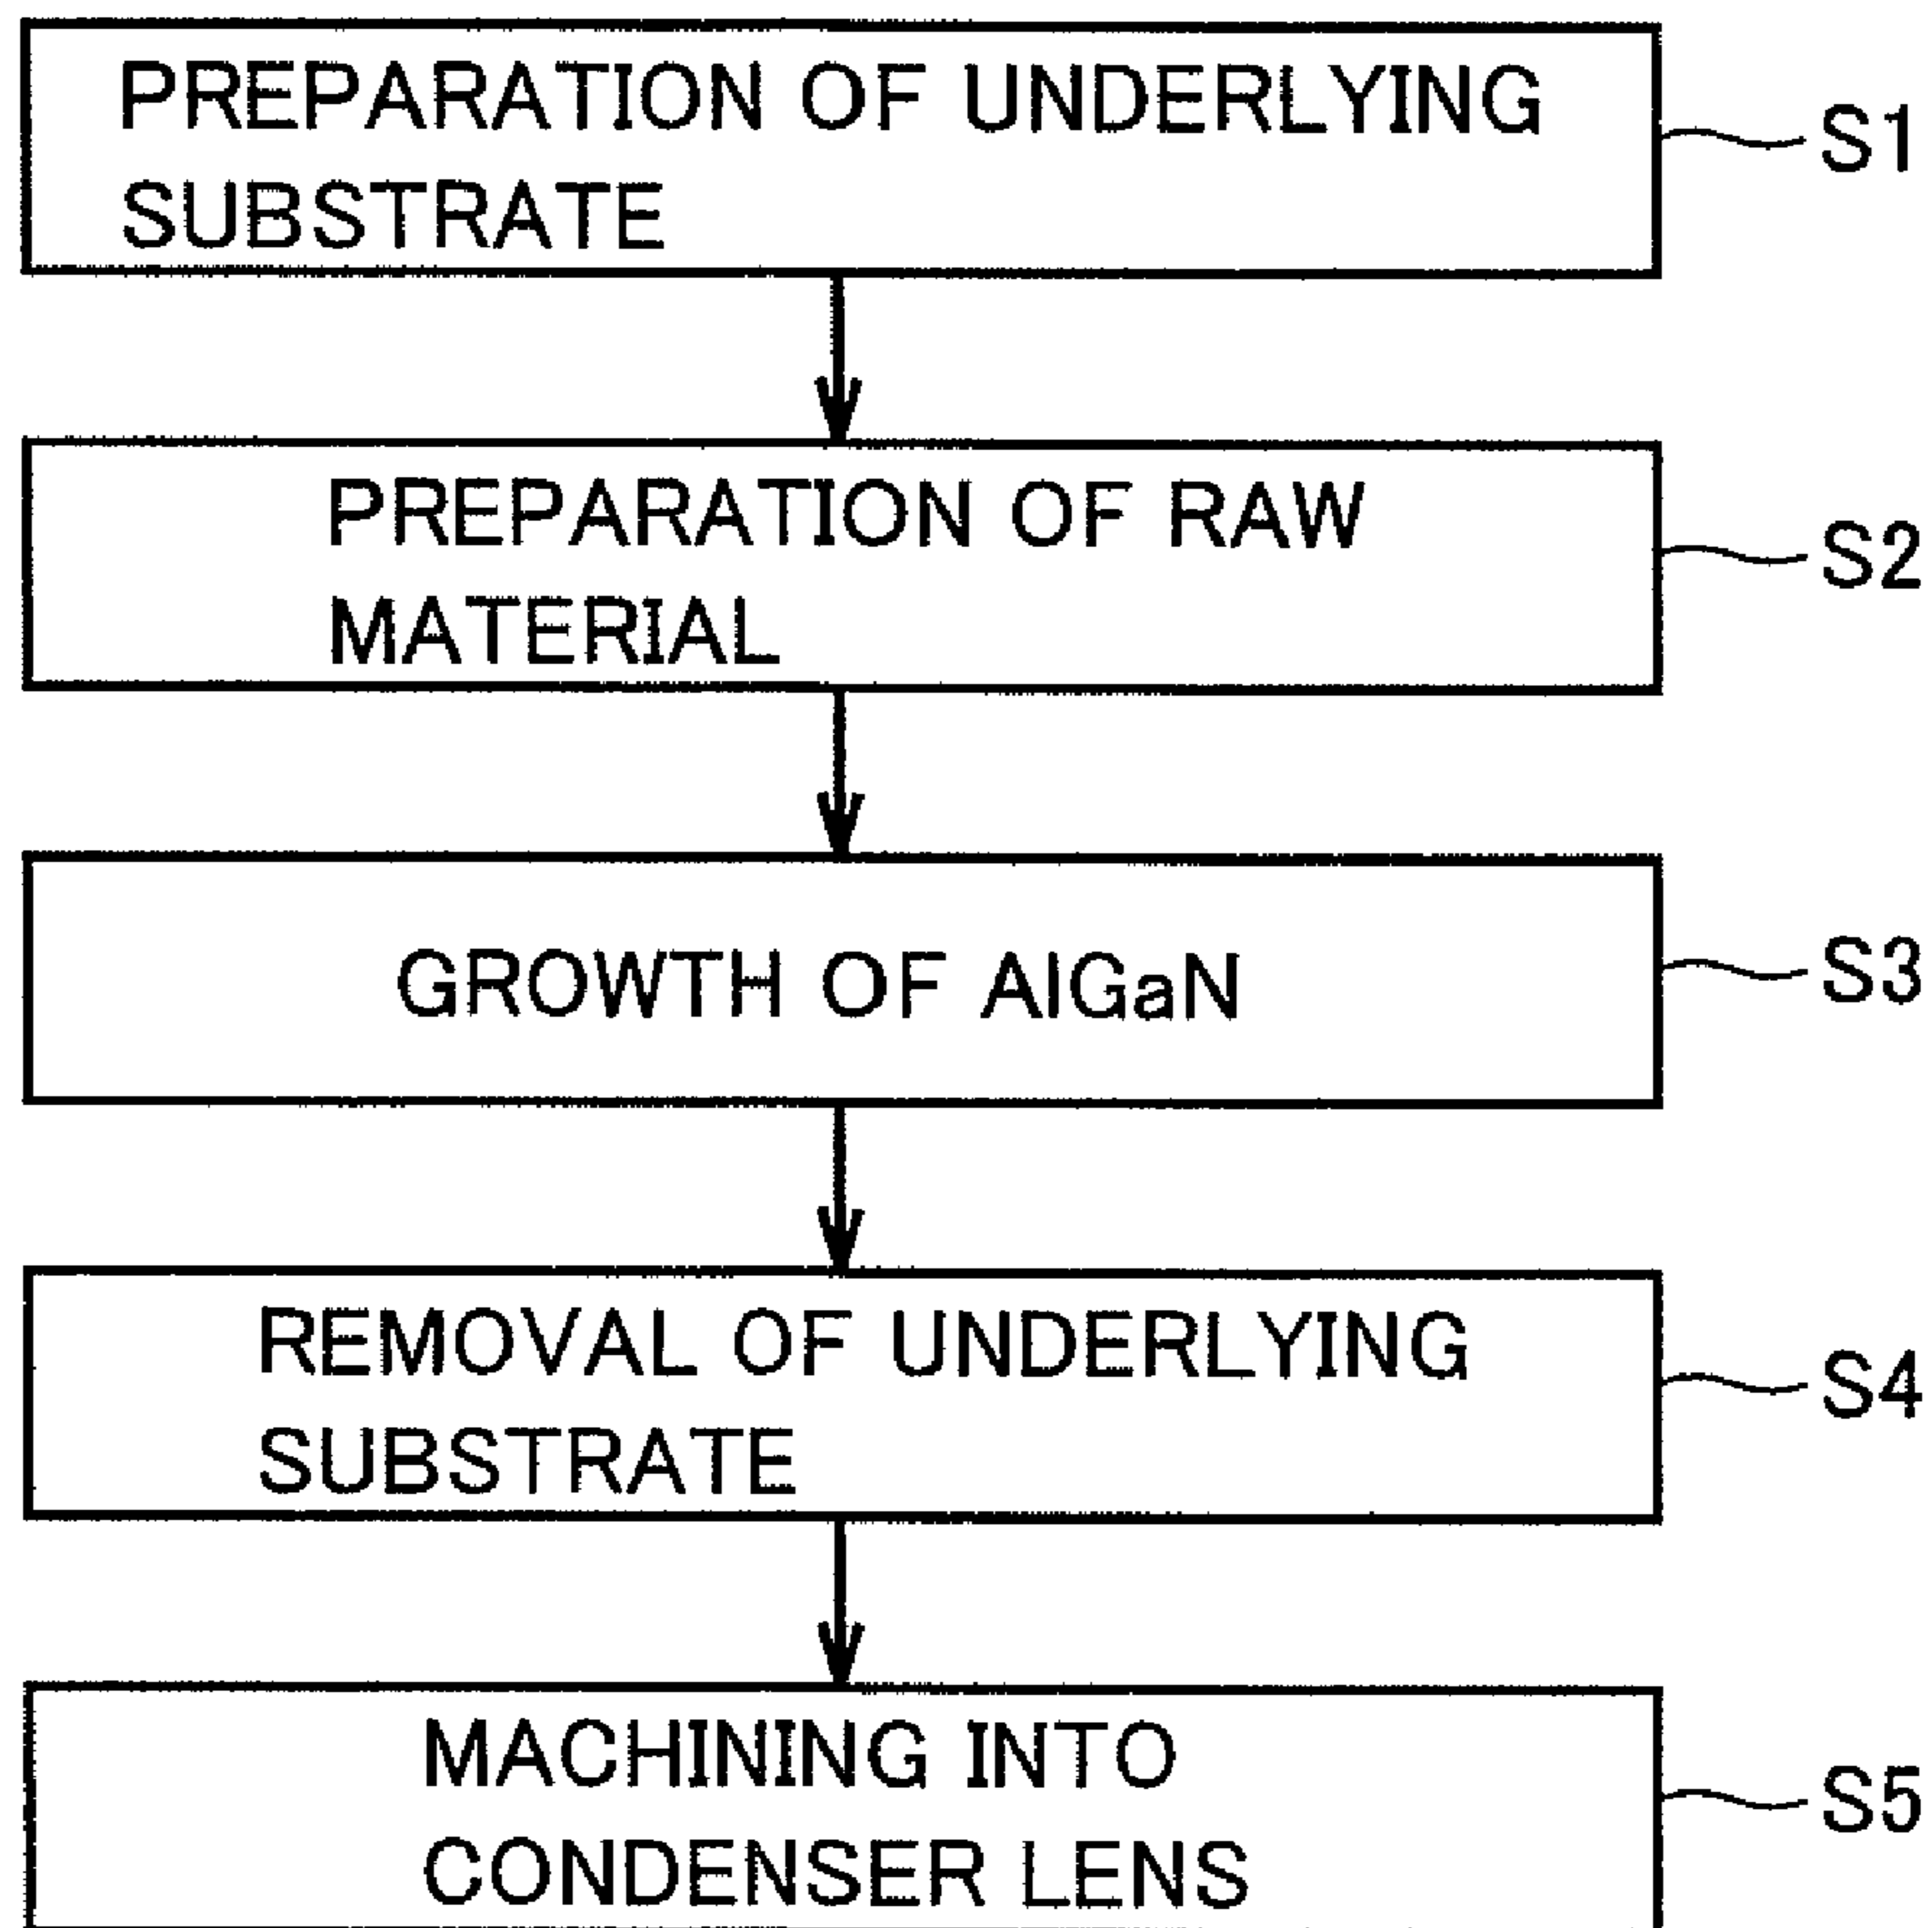 PREPARATION OF UNDERLYING
SUBSTRATE
S1
PREPARATION OF RAW
MATERIAL
S2
GROWTH OF AlGaN
S3
REMOVAL OF UNDERLYING
SUBSTRATE
S4
MACHINING INTO
CONDENSER LENS
S5